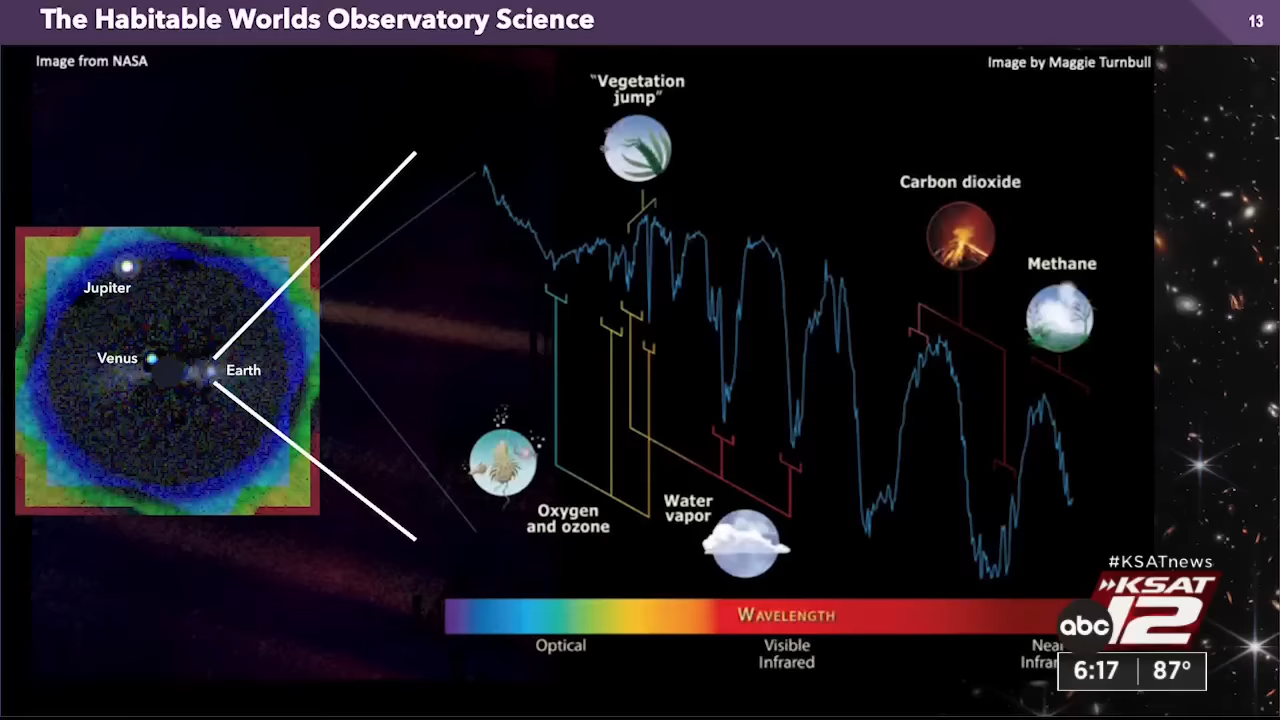 The Habitable Worlds Observatory Science
13
Image from NASA
Image by Maggie Turnbull
"Vegetation
jump"
Carbon dioxide
Methane
Jupiter
Venus
Earth
Oxygen
and ozone
Water
vapor
WAVELENGTH
Optical
Visible
Infrared
#KSATnews
KSAT
abc 12
6:17 87°